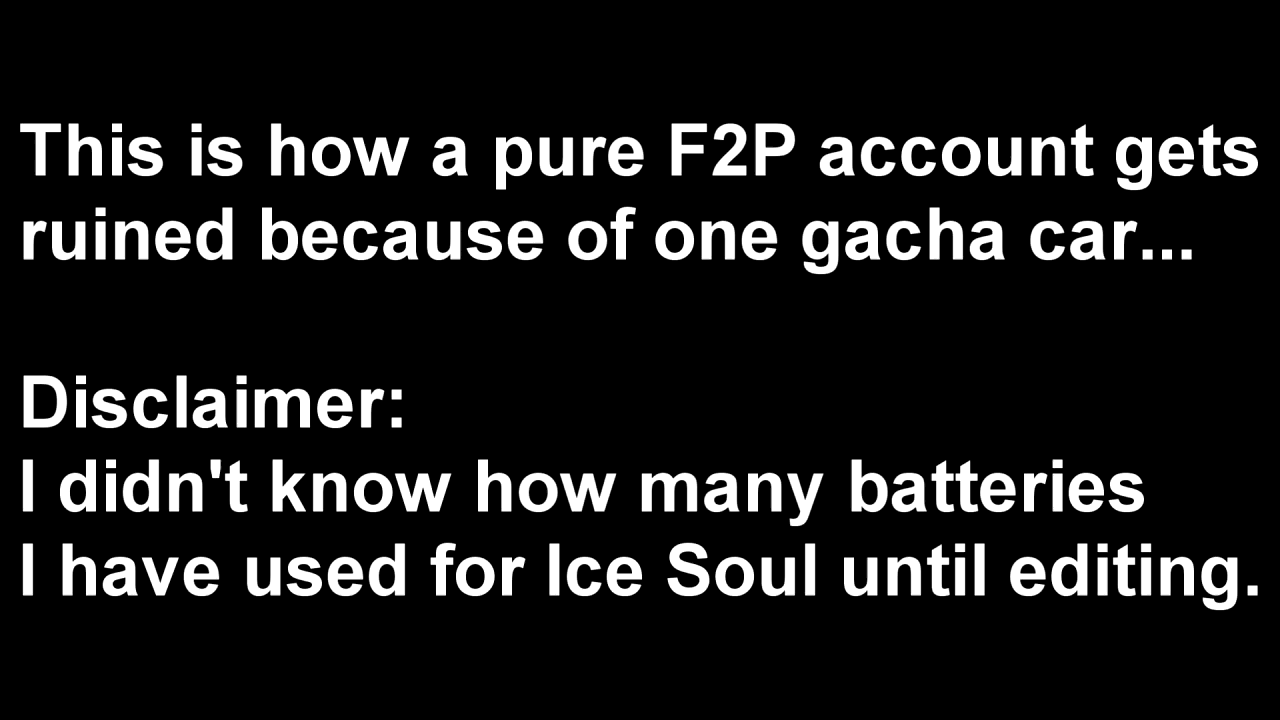 This is how a pure F2P account gets
ruined because of one gacha car...
Disclaimer:
I didn't know how many batteries
I have used for Ice Soul until editing.